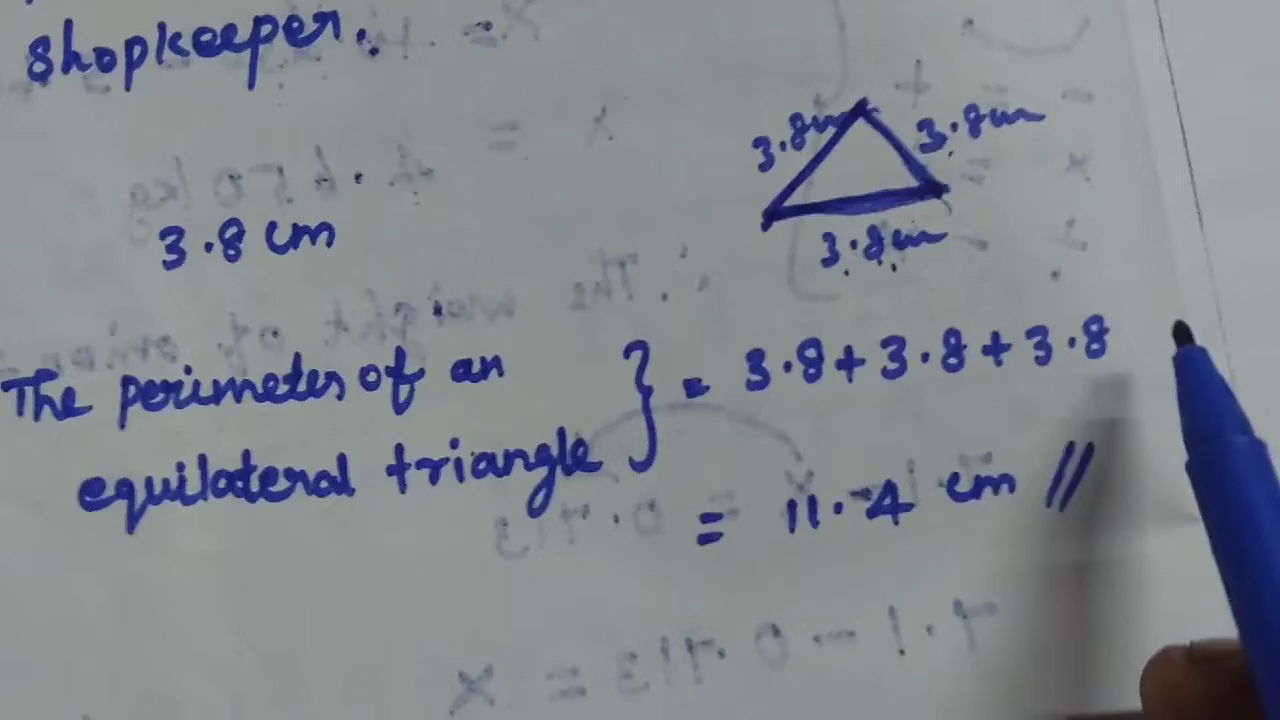 Shopkeeper.
3.8cm 3.8cm
3.8 cm
3.8cm
The perimeter of an } = 3.8 + 3.8 + 3.8
equilateral triangle
= 11.4 cm //